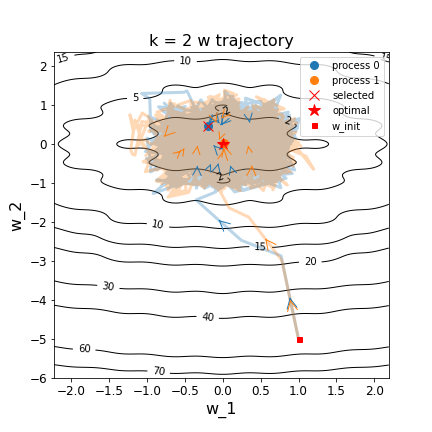 k = 2 w trajectory
15
10
process 0
process 1
selected
optimal
w_init
5
2
2
10
15
20
30
40
60
70
2
1
0
−1
−2
−3
−4
−5
−6
w_2
−2.0 −1.5 −1.0 −0.5 0.0 0.5 1.0 1.5 2.0
w_1